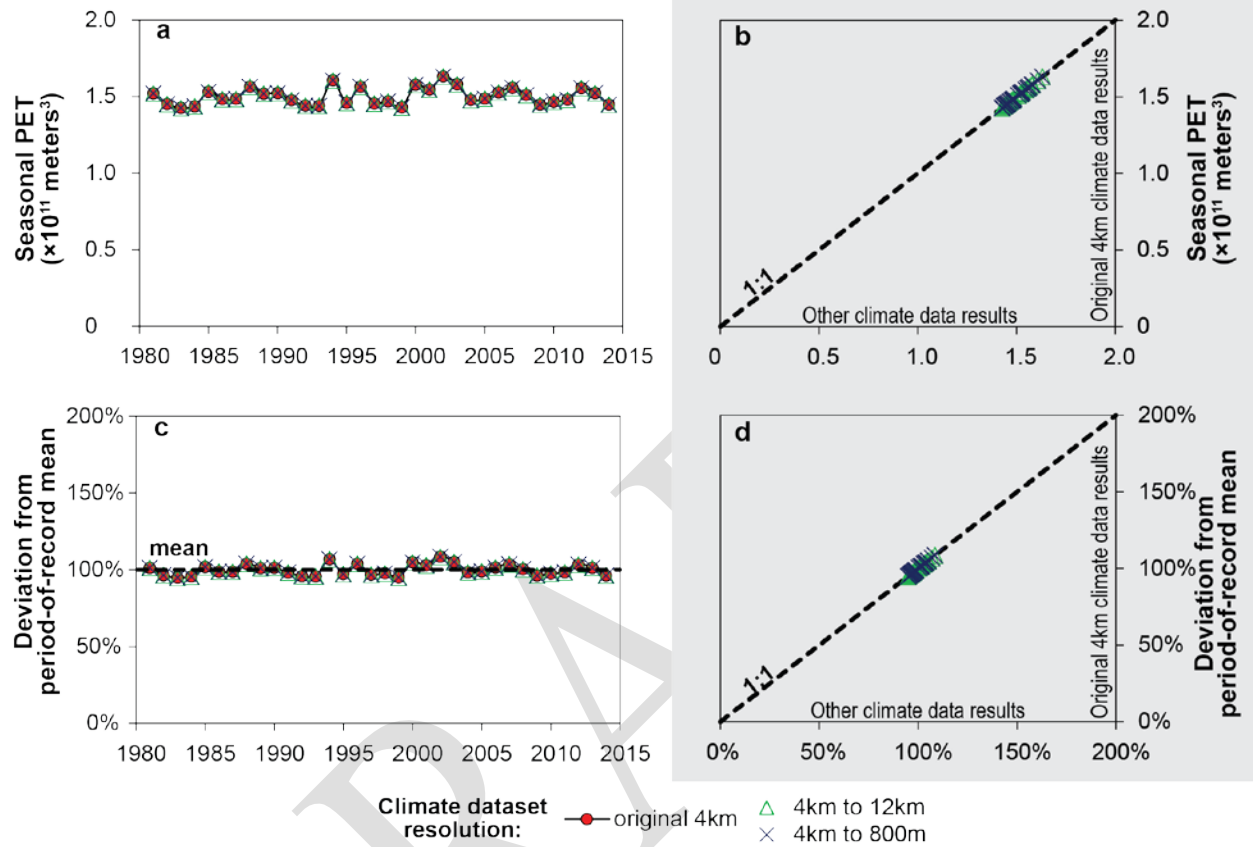 a
Seasonal PET
(×10¹¹ meters³)
2.0
1.5
1.0
0.5
0
1980 1985 1990 1995 2000 2005 2010 2015
b
1:1
Other climate data results
Original 4km climate data results
0 0.5 1.0 1.5 2.0
2.0
1.5
1.0
0.5
0
Seasonal PET
(×10¹¹ meters³)
c
Deviation from
period-of-record mean
200%
150%
100%
50%
0%
mean
1980 1985 1990 1995 2000 2005 2010 2015
d
1:1
Other climate data results
Original 4km climate data results
0% 50% 100% 150% 200%
200%
150%
100%
50%
0%
Deviation from
period-of-record mean
Climate dataset
resolution:
original 4km
4km to 12km
4km to 800m